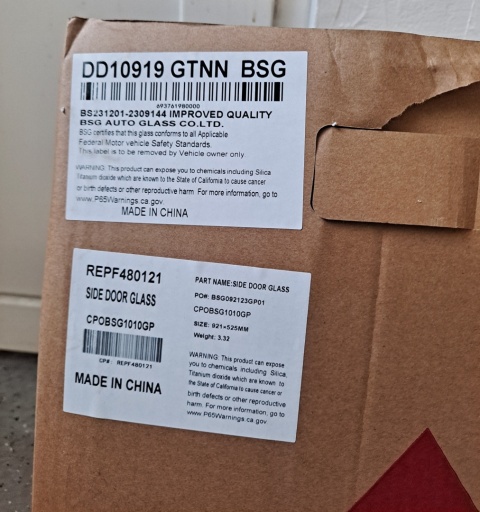 DD10919 GTNN BSG
693761980000
BS231201-2309144 IMPROVED QUALITY
BSG AUTO GLASS CO.LTD.
BSG certifies that this glass conforms to all Applicable
Federal Motor vehicle Safety Standards.
This label is to be removed by Vehicle owner only.
WARNING: This product can expose you to chemicals including Silica
Titanium dioxide which are known to the State of California to cause cancer
or birth defects or other reproductive harm. For more information, go to
www.P65Warnings.ca.gov.
MADE IN CHINA
REPF480121
SIDE DOOR GLASS
CPOBSG1010GP
CP# REPF480121
MADE IN CHINA
PART NAME:SIDE DOOR GLASS
PO#: BSG092123GP01
CPOBSG1010GP
SIZE: 921×525MM
Weight: 3.32
WARNING: This product can expose
you to chemicals including Silica,
Titanium dioxide which are known to
the State of California to cause cancer or
birth defects or other reproductive
harm. For more information, go to
www.P65Warnings.ca.gov